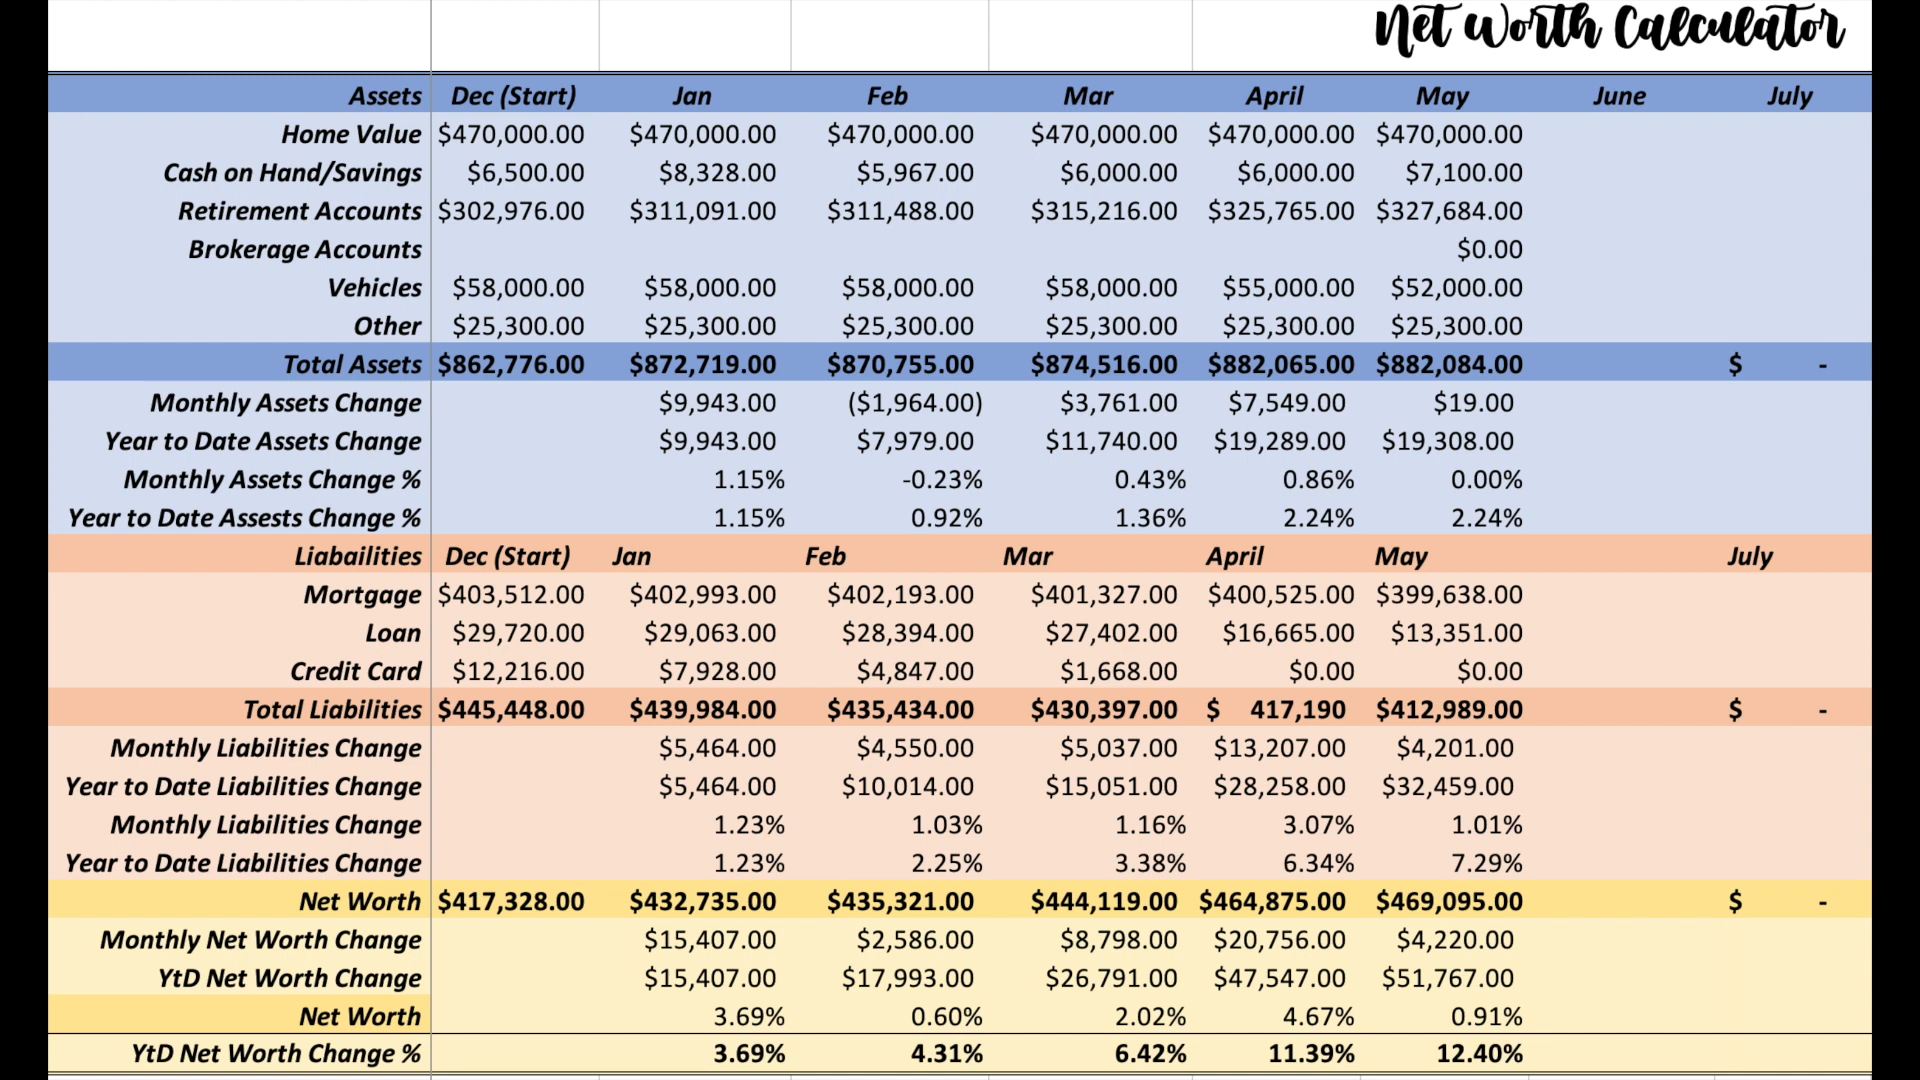 Net Worth Calculator
Assets Dec (Start) Jan Feb Mar April May June July
Home Value $470,000.00 $470,000.00 $470,000.00 $470,000.00 $470,000.00 $470,000.00
Cash on Hand/Savings $6,500.00 $8,328.00 $5,967.00 $6,000.00 $6,000.00 $7,100.00
Retirement Accounts $302,976.00 $311,091.00 $311,488.00 $315,216.00 $325,765.00 $327,684.00
Brokerage Accounts $0.00
Vehicles $58,000.00 $58,000.00 $58,000.00 $58,000.00 $55,000.00 $52,000.00
Other $25,300.00 $25,300.00 $25,300.00 $25,300.00 $25,300.00 $25,300.00
Total Assets $862,776.00 $872,719.00 $870,755.00 $874,516.00 $882,065.00 $882,084.00 $ -
Monthly Assets Change $9,943.00 ($1,964.00) $3,761.00 $7,549.00 $19.00
Year to Date Assets Change $9,943.00 $7,979.00 $11,740.00 $19,289.00 $19,308.00
Monthly Assets Change % 1.15% -0.23% 0.43% 0.86% 0.00%
Year to Date Assests Change % 1.15% 0.92% 1.36% 2.24% 2.24%
Liabailities Dec (Start) Jan Feb Mar April May July
Mortgage $403,512.00 $402,993.00 $402,193.00 $401,327.00 $400,525.00 $399,638.00
Loan $29,720.00 $29,063.00 $28,394.00 $27,402.00 $16,665.00 $13,351.00
Credit Card $12,216.00 $7,928.00 $4,847.00 $1,668.00 $0.00 $0.00
Total Liabilities $445,448.00 $439,984.00 $435,434.00 $430,397.00 $ 417,190 $412,989.00 $ -
Monthly Liabilities Change $5,464.00 $4,550.00 $5,037.00 $13,207.00 $4,201.00
Year to Date Liabilities Change $5,464.00 $10,014.00 $15,051.00 $28,258.00 $32,459.00
Monthly Liabilities Change 1.23% 1.03% 1.16% 3.07% 1.01%
Year to Date Liabilities Change 1.23% 2.25% 3.38% 6.34% 7.29%
Net Worth $417,328.00 $432,735.00 $435,321.00 $444,119.00 $464,875.00 $469,095.00 $ -
Monthly Net Worth Change $15,407.00 $2,586.00 $8,798.00 $20,756.00 $4,220.00
YtD Net Worth Change $15,407.00 $17,993.00 $26,791.00 $47,547.00 $51,767.00
Net Worth 3.69% 0.60% 2.02% 4.67% 0.91%
YtD Net Worth Change % 3.69% 4.31% 6.42% 11.39% 12.40%